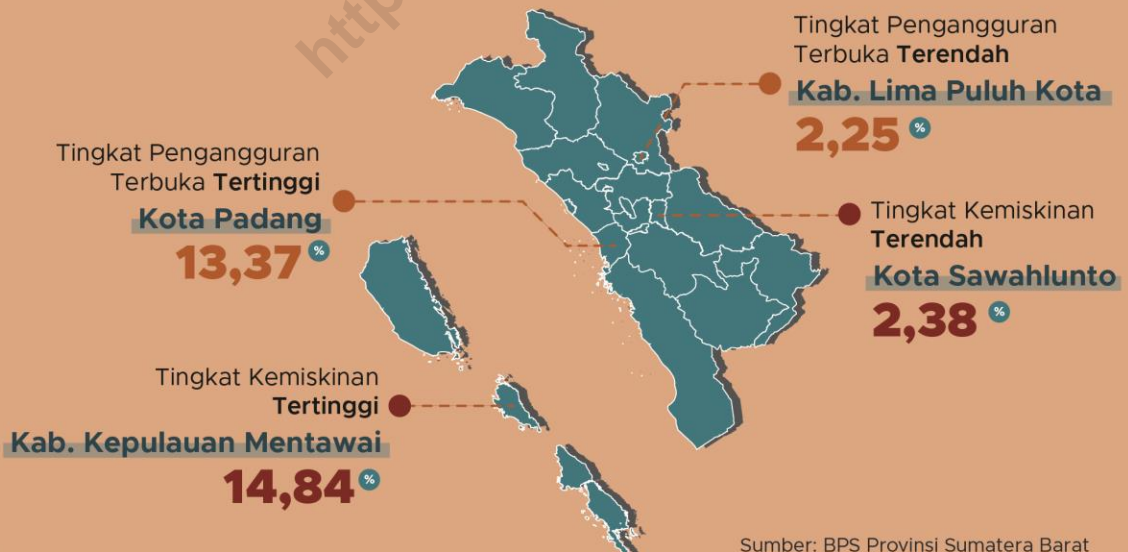 http
Tingkat Pengangguran
Terbuka Terendah
Kab. Lima Puluh Kota
2,25 %
Tingkat Pengangguran
Terbuka Tertinggi
Kota Padang
13,37 %
Tingkat Kemiskinan
Terendah
Kota Sawahlunto
2,38 %
Tingkat Kemiskinan
Tertinggi
Kab. Kepulauan Mentawai
14,84 %
Sumber: BPS Provinsi Sumatera Barat